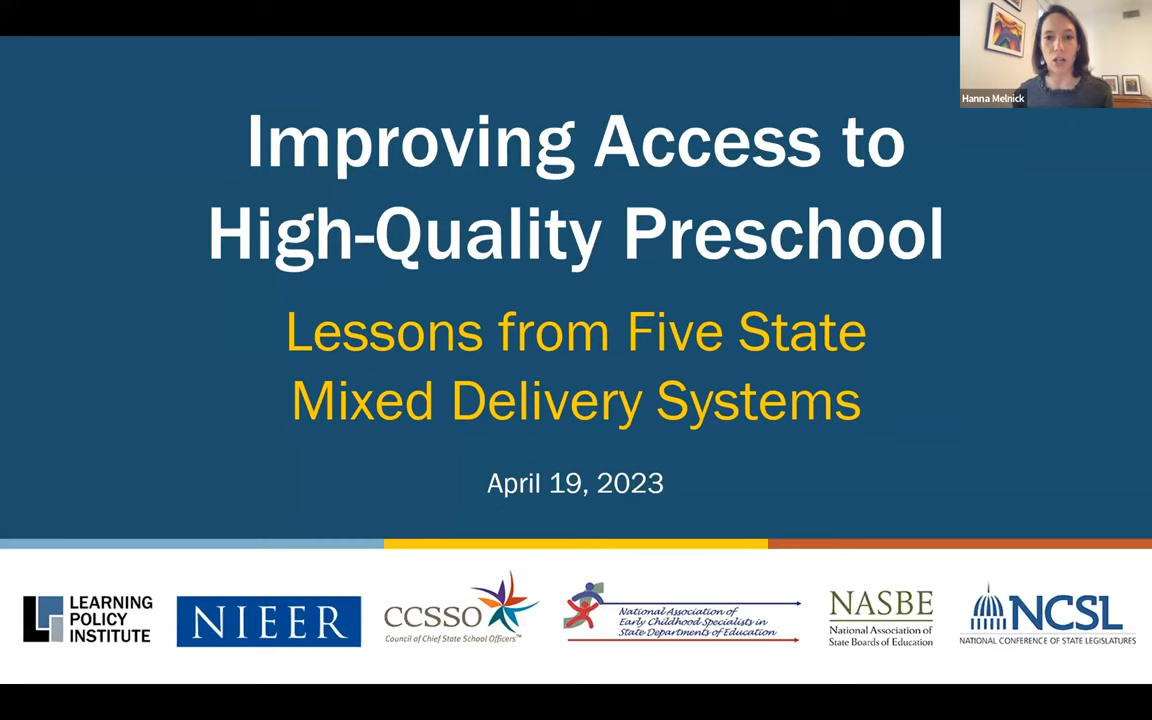 Hanna Melnick
Improving Access to
High-Quality Preschool
Lessons from Five State
Mixed Delivery Systems
April 19, 2023
LEARNING
POLICY
INSTITUTE
NIEER
CCSSO
Council of Chief State School Officers™
National Association of
Early Childhood Specialists in
State Departments of Education
NASBE
National Association of
State Boards of Education
NCSL
NATIONAL CONFERENCE OF STATE LEGISLATURES